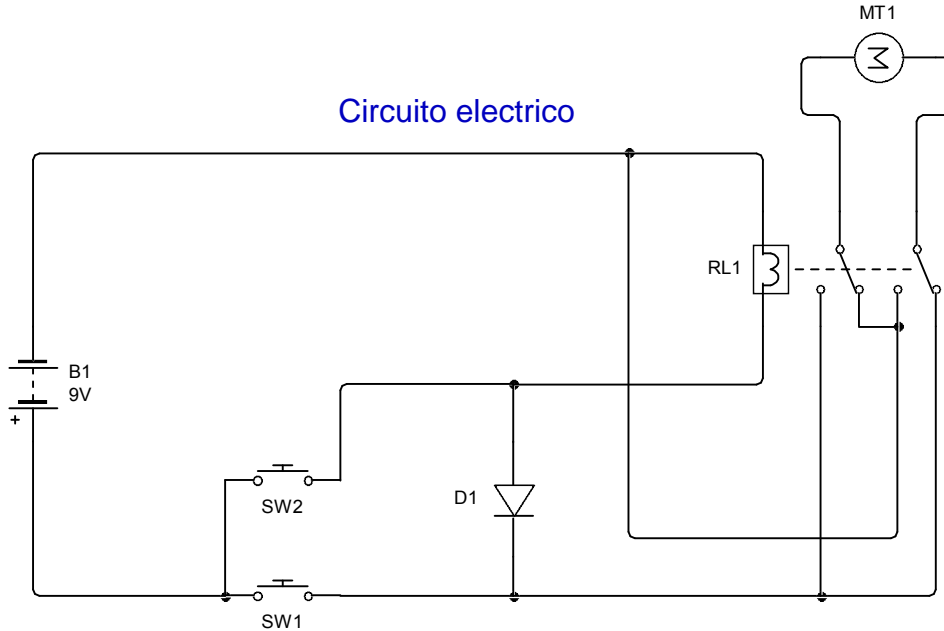 MT1
Circuito electrico
RL1
B1
9V
+
SW2
D1
SW1